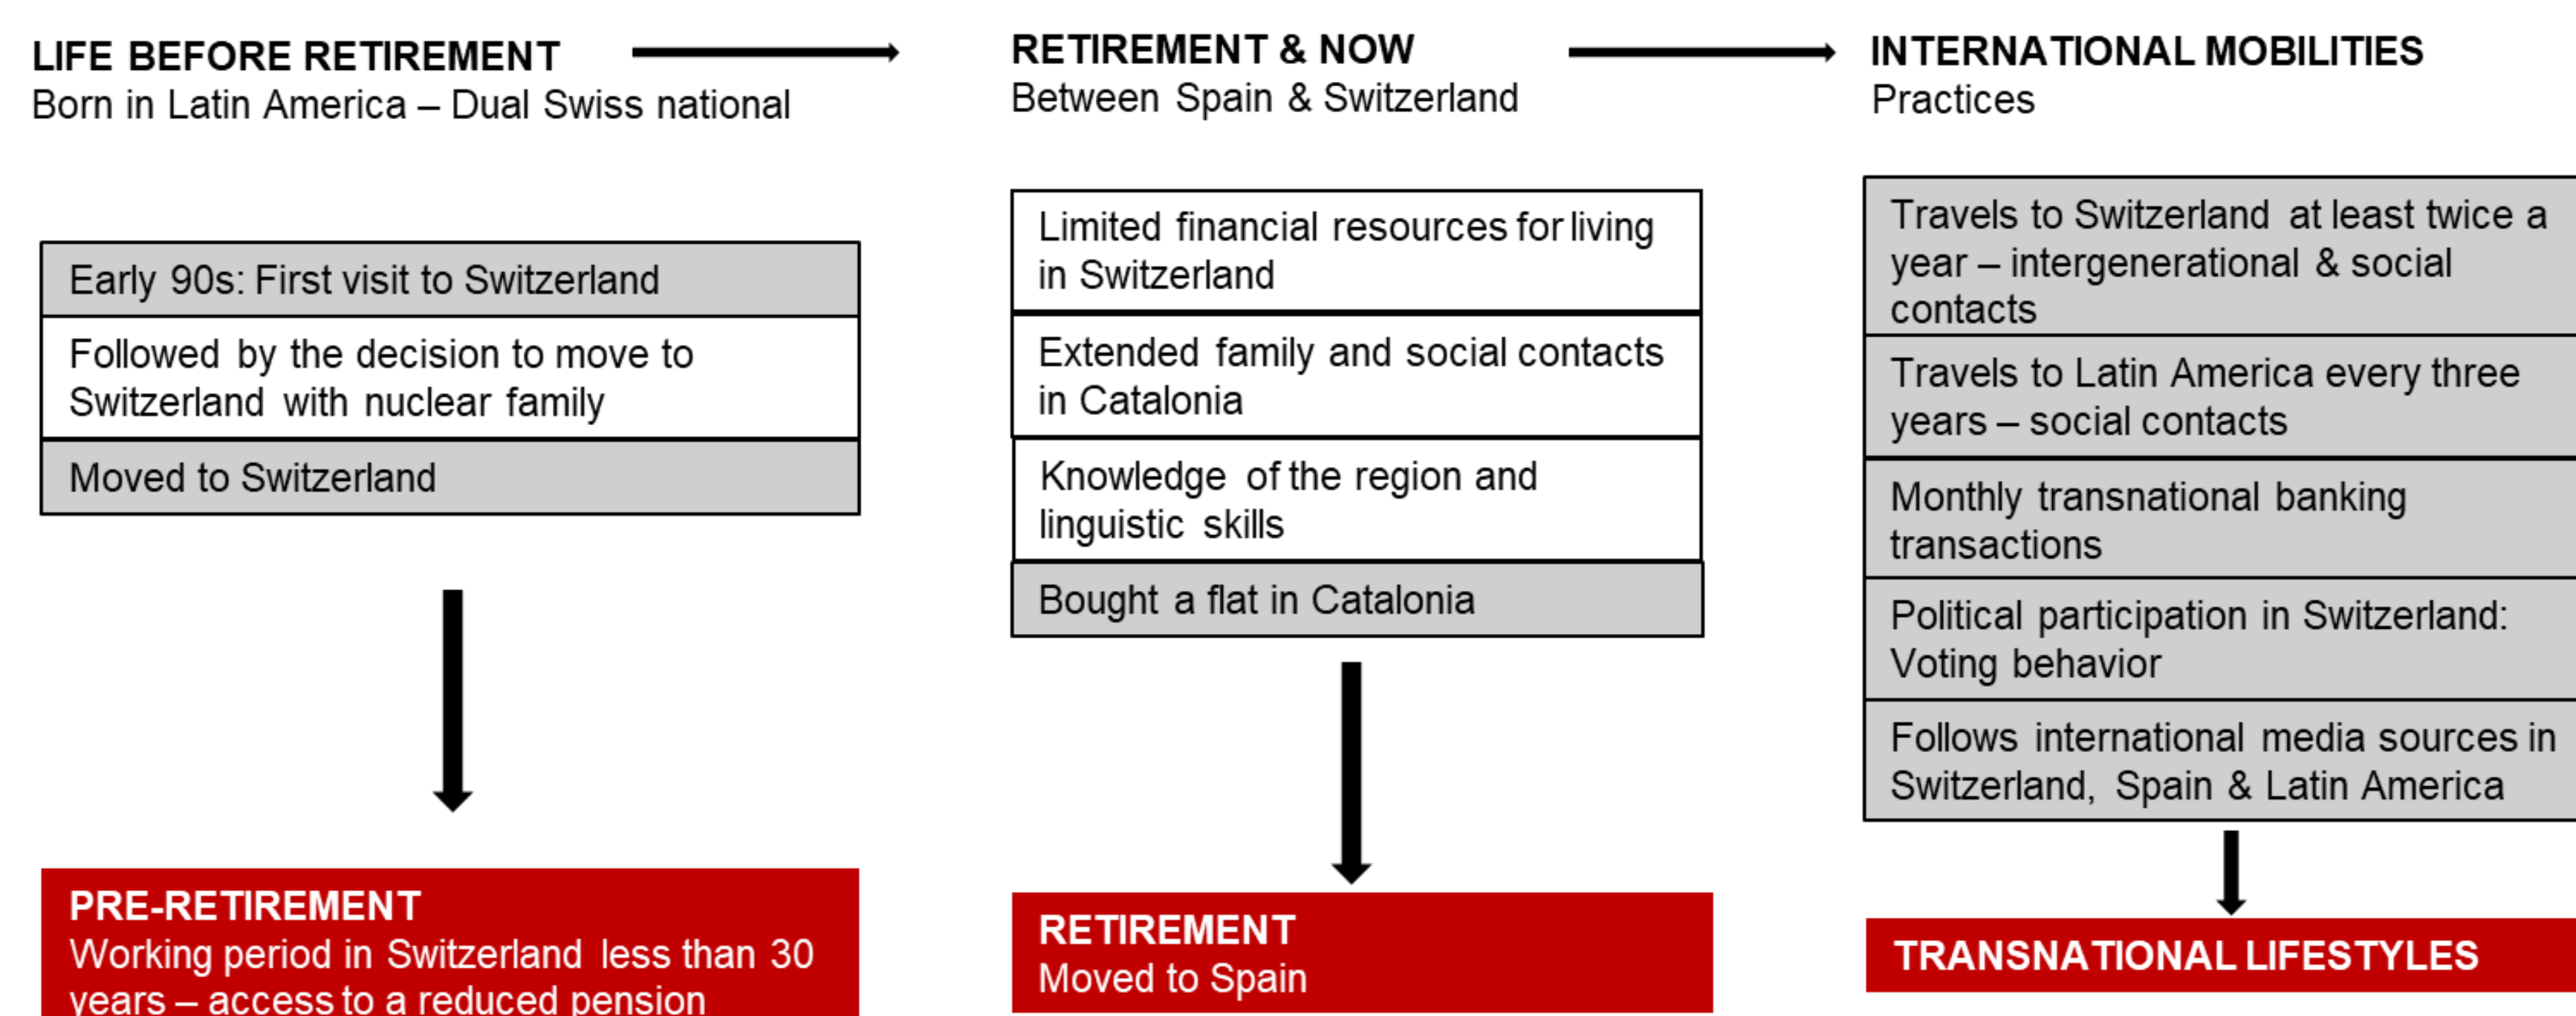 LIFE BEFORE RETIREMENT
Born in Latin America – Dual Swiss national
Early 90s: First visit to Switzerland
Followed by the decision to move to
Switzerland with nuclear family
Moved to Switzerland
PRE-RETIREMENT
Working period in Switzerland less than 30
years – access to a reduced pension
RETIREMENT & NOW
Between Spain & Switzerland
Limited financial resources for living
in Switzerland
Extended family and social contacts
in Catalonia
Knowledge of the region and
linguistic skills
Bought a flat in Catalonia
RETIREMENT
Moved to Spain
INTERNATIONAL MOBILITIES
Practices
Travels to Switzerland at least twice a
year – intergenerational & social
contacts
Travels to Latin America every three
years – social contacts
Monthly transnational banking
transactions
Political participation in Switzerland:
Voting behavior
Follows international media sources in
Switzerland, Spain & Latin America
TRANSNATIONAL LIFESTYLES